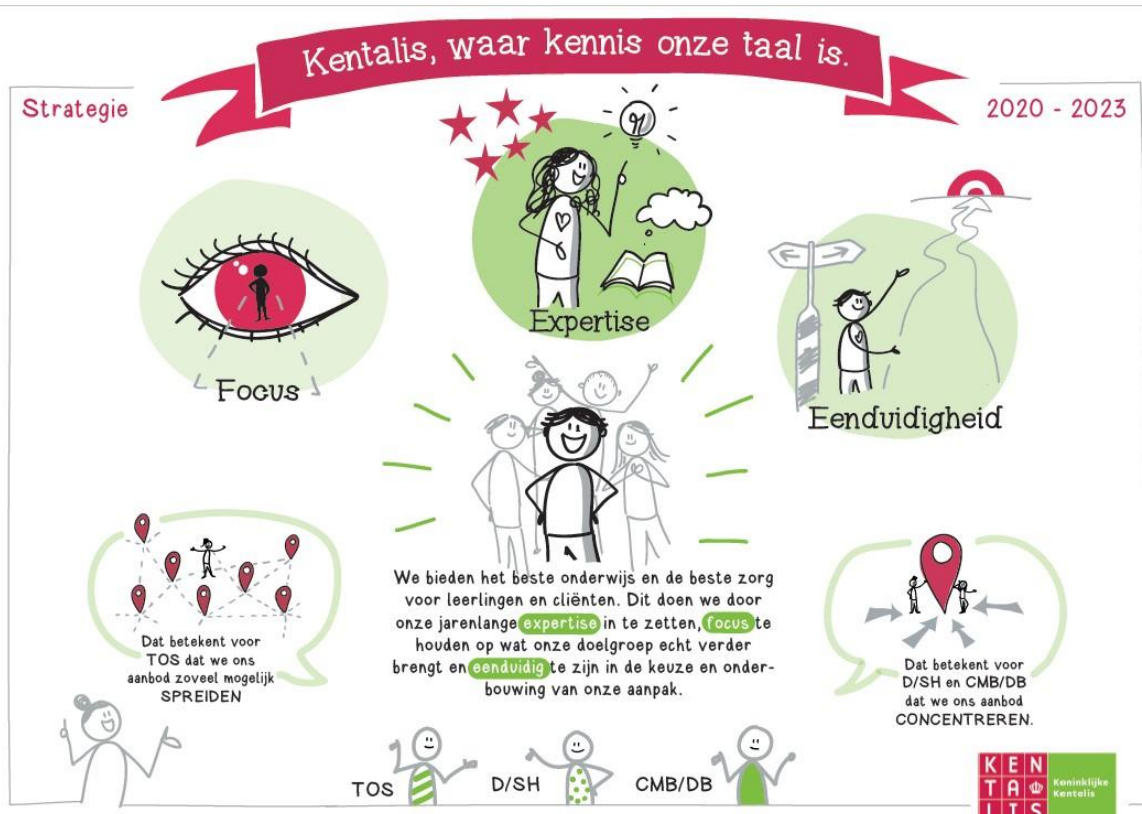 Kentalis, waar kennis onze taal is.
Strategie
2020 - 2023
Expertise
Focus
Eenduidigheid
We bieden het beste onderwijs en de beste zorg
voor leerlingen en cliënten. Dit doen we door
onze jarenlange expertise in te zetten, focus te
houden op wat onze doelgroep echt verder
brengt en eenduidig te zijn in de keuze en onder-
bouwing van onze aanpak.
Dat betekent voor
TOS dat we ons
aanbod zoveel mogelijk
SPREIDEN
Dat betekent voor
D/SH en CMB/DB
dat we ons aanbod
CONCENTREREN.
TOS
D/SH
CMB/DB
KEN
TA
LIS
Koninklijke
Kentalis